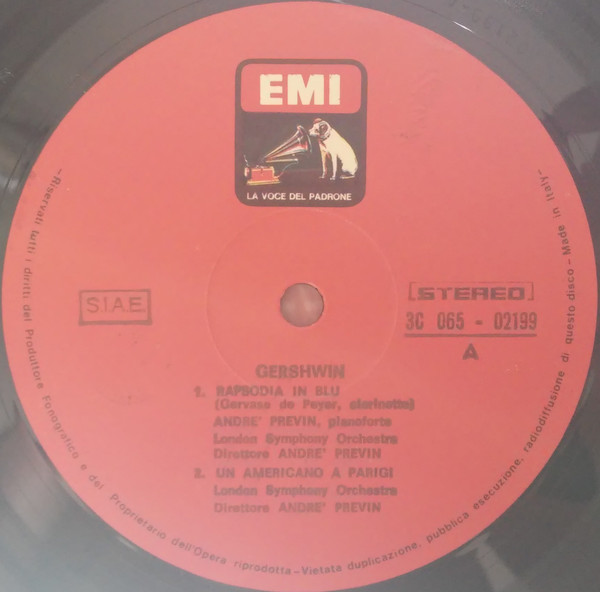 EMI
LA VOCE DEL PADRONE
S.I.A.E.
[STEREO]
3C 065 - 02199
A
GERSHWIN
1. RAPSODIA IN BLU
(Gervase de Peyer, clarinetto)
ANDRE' PREVIN, pianoforte
London Symphony Orchestra
Direttore ANDRE' PREVIN
2. UN AMERICANO A PARIGI
London Symphony Orchestra
Direttore ANDRE' PREVIN
-Riservati tutti i diritti del Produttore Fonografico e del Proprietario dell'Opera riprodotta-Vietata duplicazione, pubblica esecuzione, radiodiffusione di questo disco-Made in Italy-